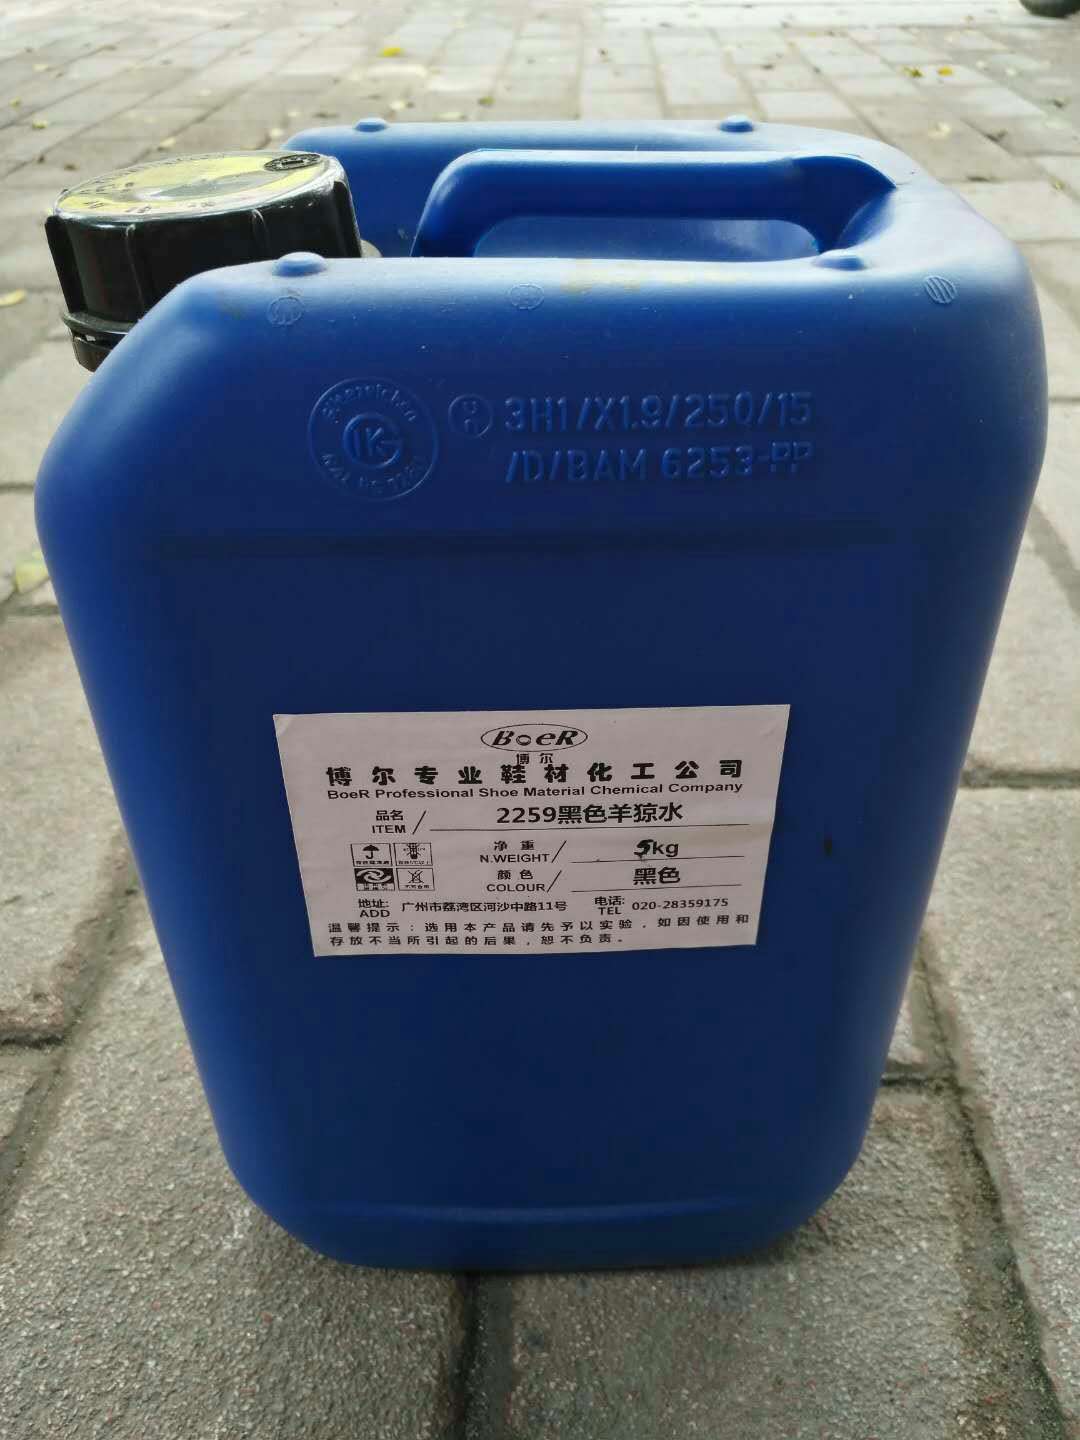 3H1/X1.9/250/15
/D/BAM 6253-PP
BoeR
博尔
博尔专业鞋材化工公司
BoeR Professional Shoe Material Chemical Company
品名
ITEM
2259黑色羊猄水
净重
N.WEIGHT
5kg
颜色
COLOUR
黑色
地址:
ADD
广州市荔湾区河沙中路11号
电话:
TEL
020-28359175
温馨提示：选用本产品请先予以实验，如因使用和
存放不当所引起的后果，恕不负责。